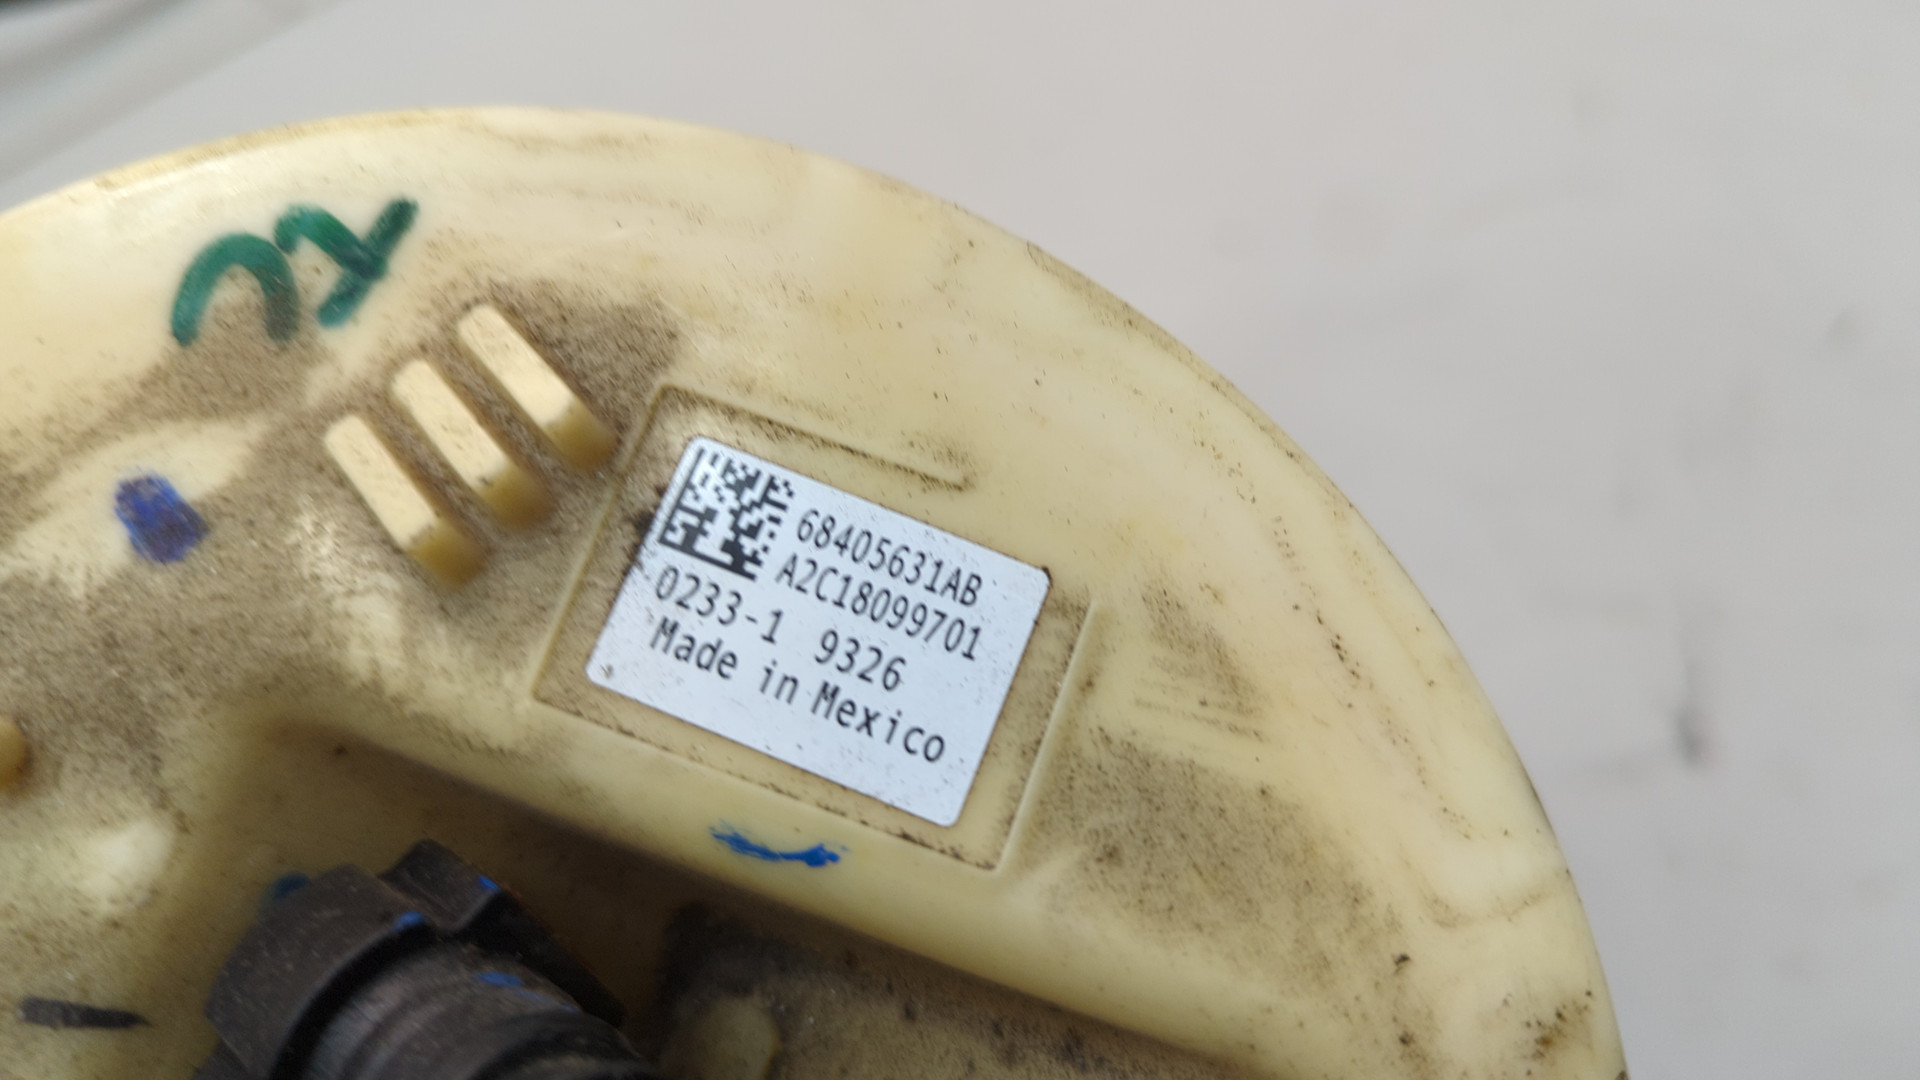 68405631AB
A2C18099701
0233-1 9326
Made in Mexico